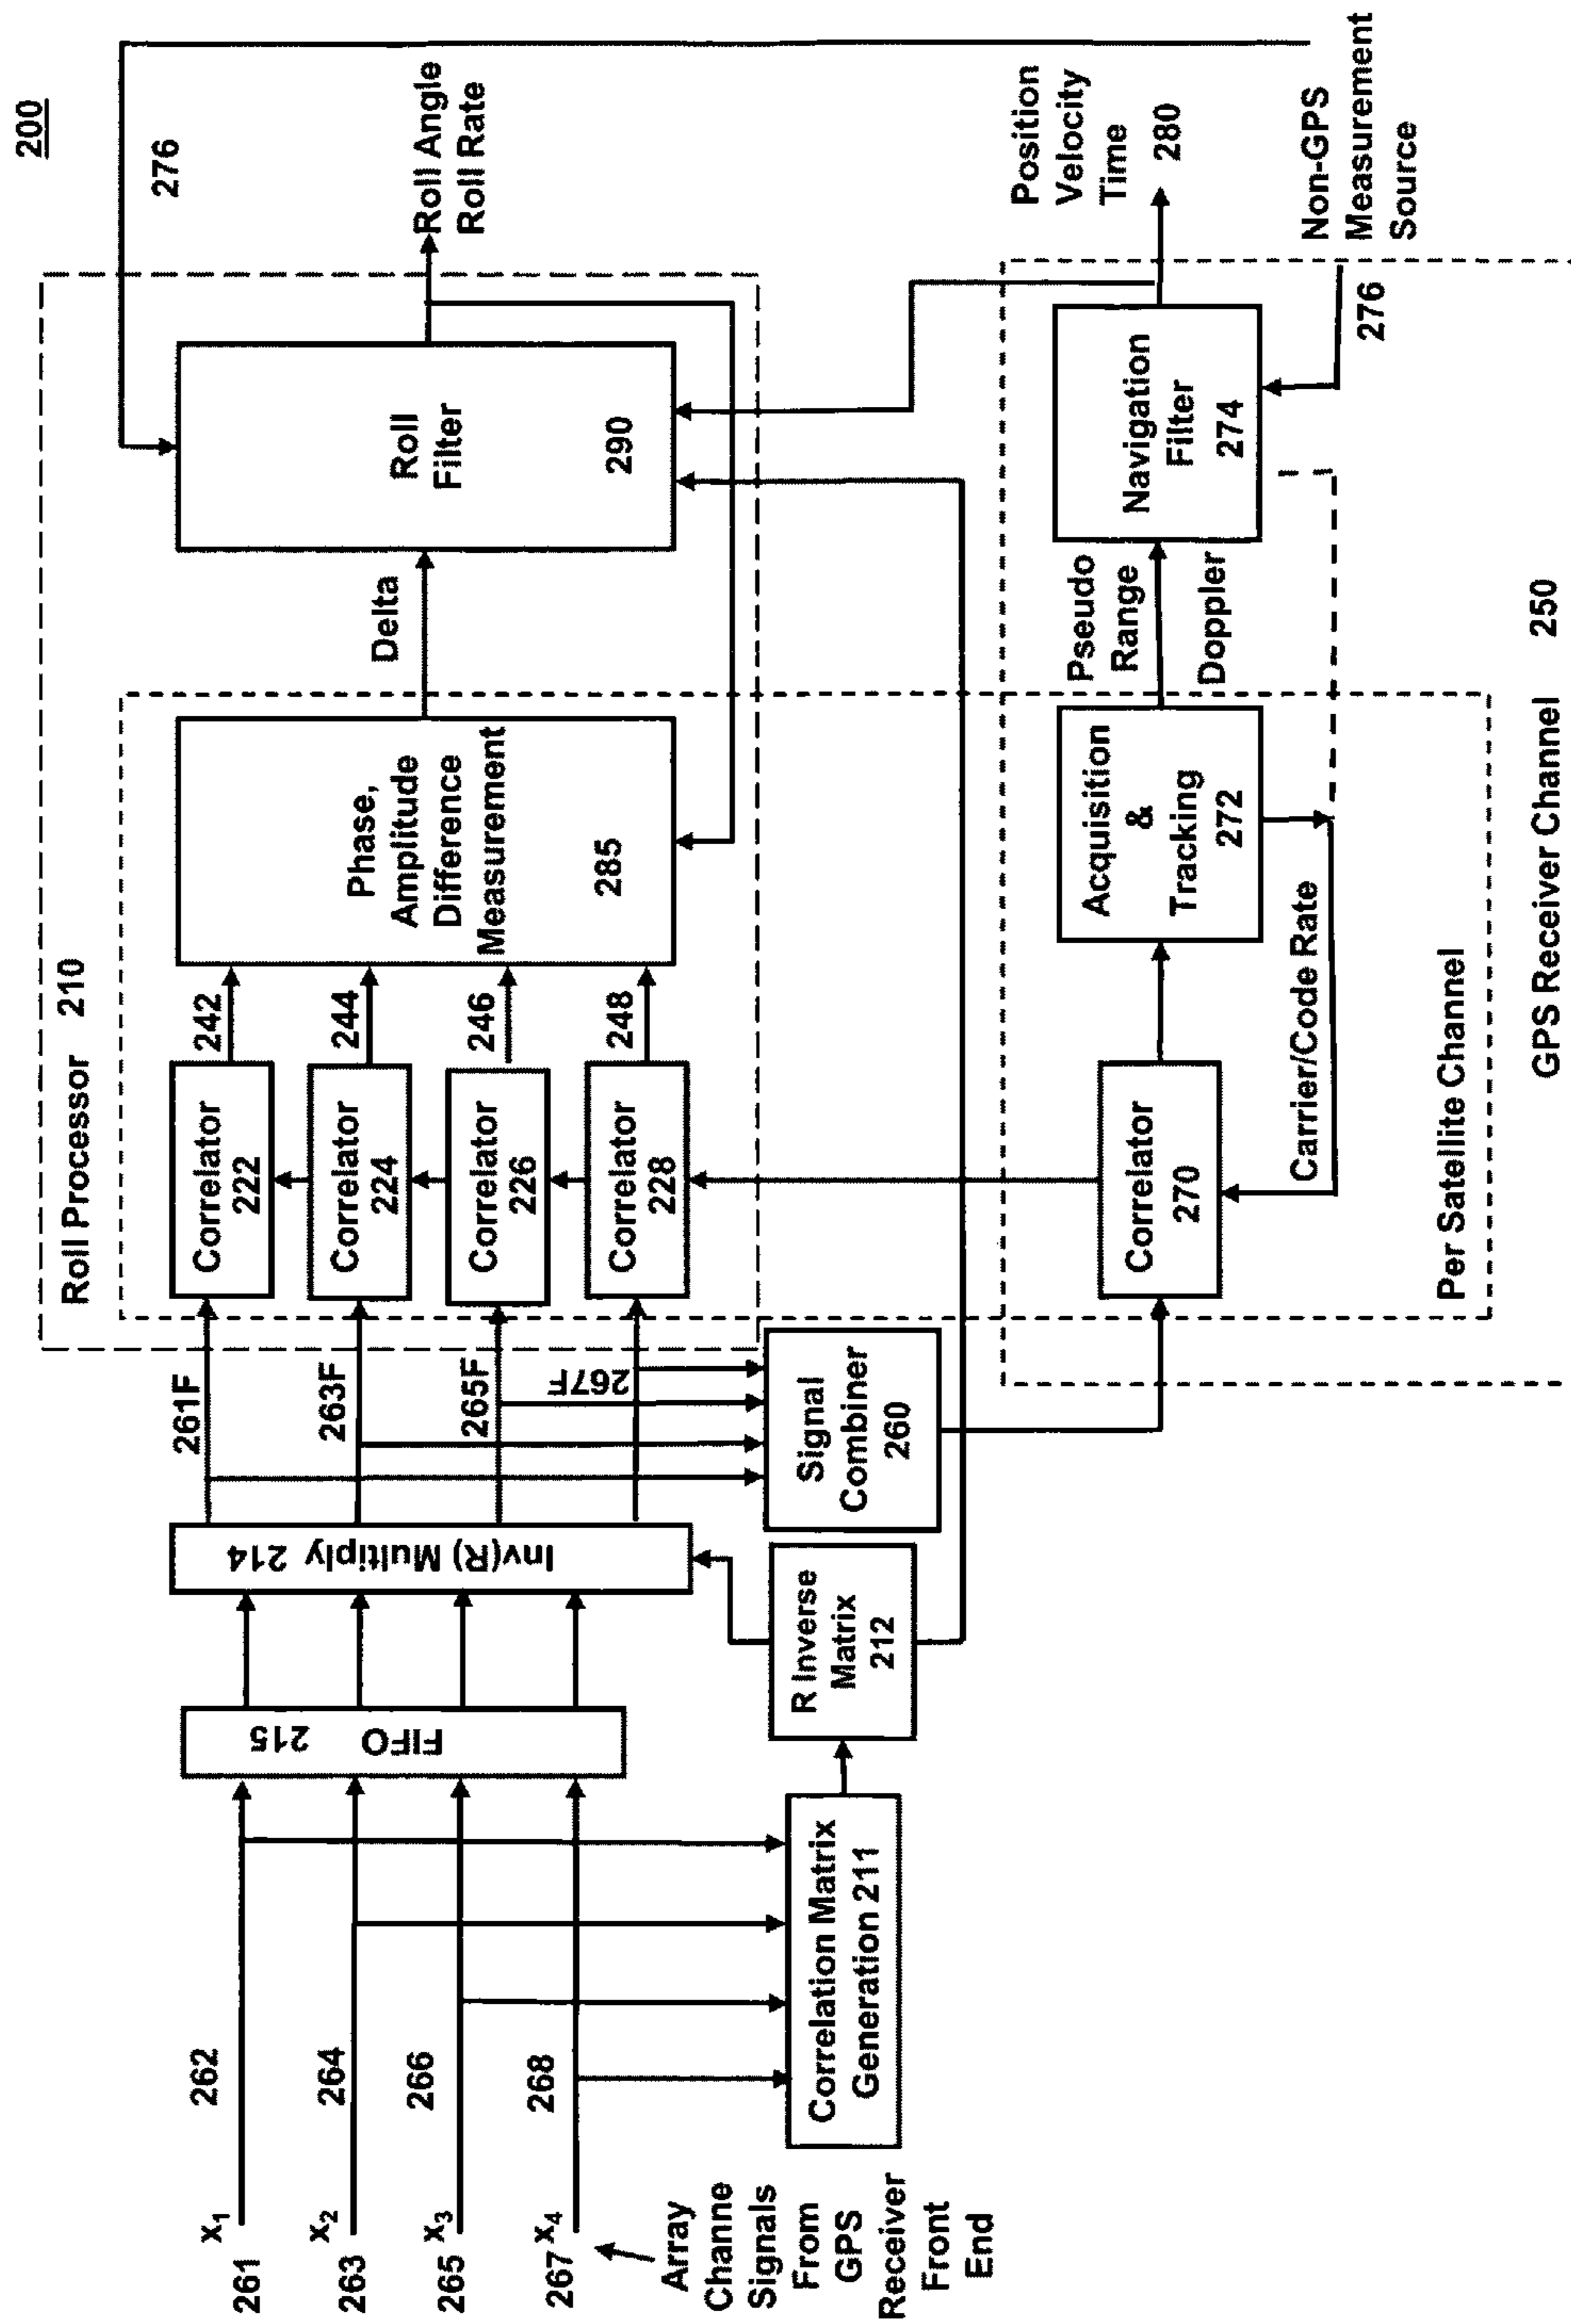 200
276
Roll Angle
Roll Rate
Roll Processor 210
Roll
Filter
290
Delta
Phase,
Amplitude
Difference
Measurement
285
242
244
246
248
Correlator
222
Correlator
224
Correlator
226
Correlator
228
261F
263F
265F
267F
Inv(R) Multiply 214
FIFO 215
x1
261
262
x2
263
264
x3
265
266
x4
267
268
Array
Channe
Signals
From
GPS
Receiver
Front
End
Correlation Matrix
Generation 211
R Inverse
Matrix
212
Signal
Combiner
260
Correlator
270
Carrier/Code Rate
Acquisition
&
Tracking
272
Pseudo
Range
Doppler
Navigation
Filter
274
Position
Velocity
Time
280
Non-GPS
Measurement
Source
276
Per Satellite Channel
GPS Receiver Channel 250